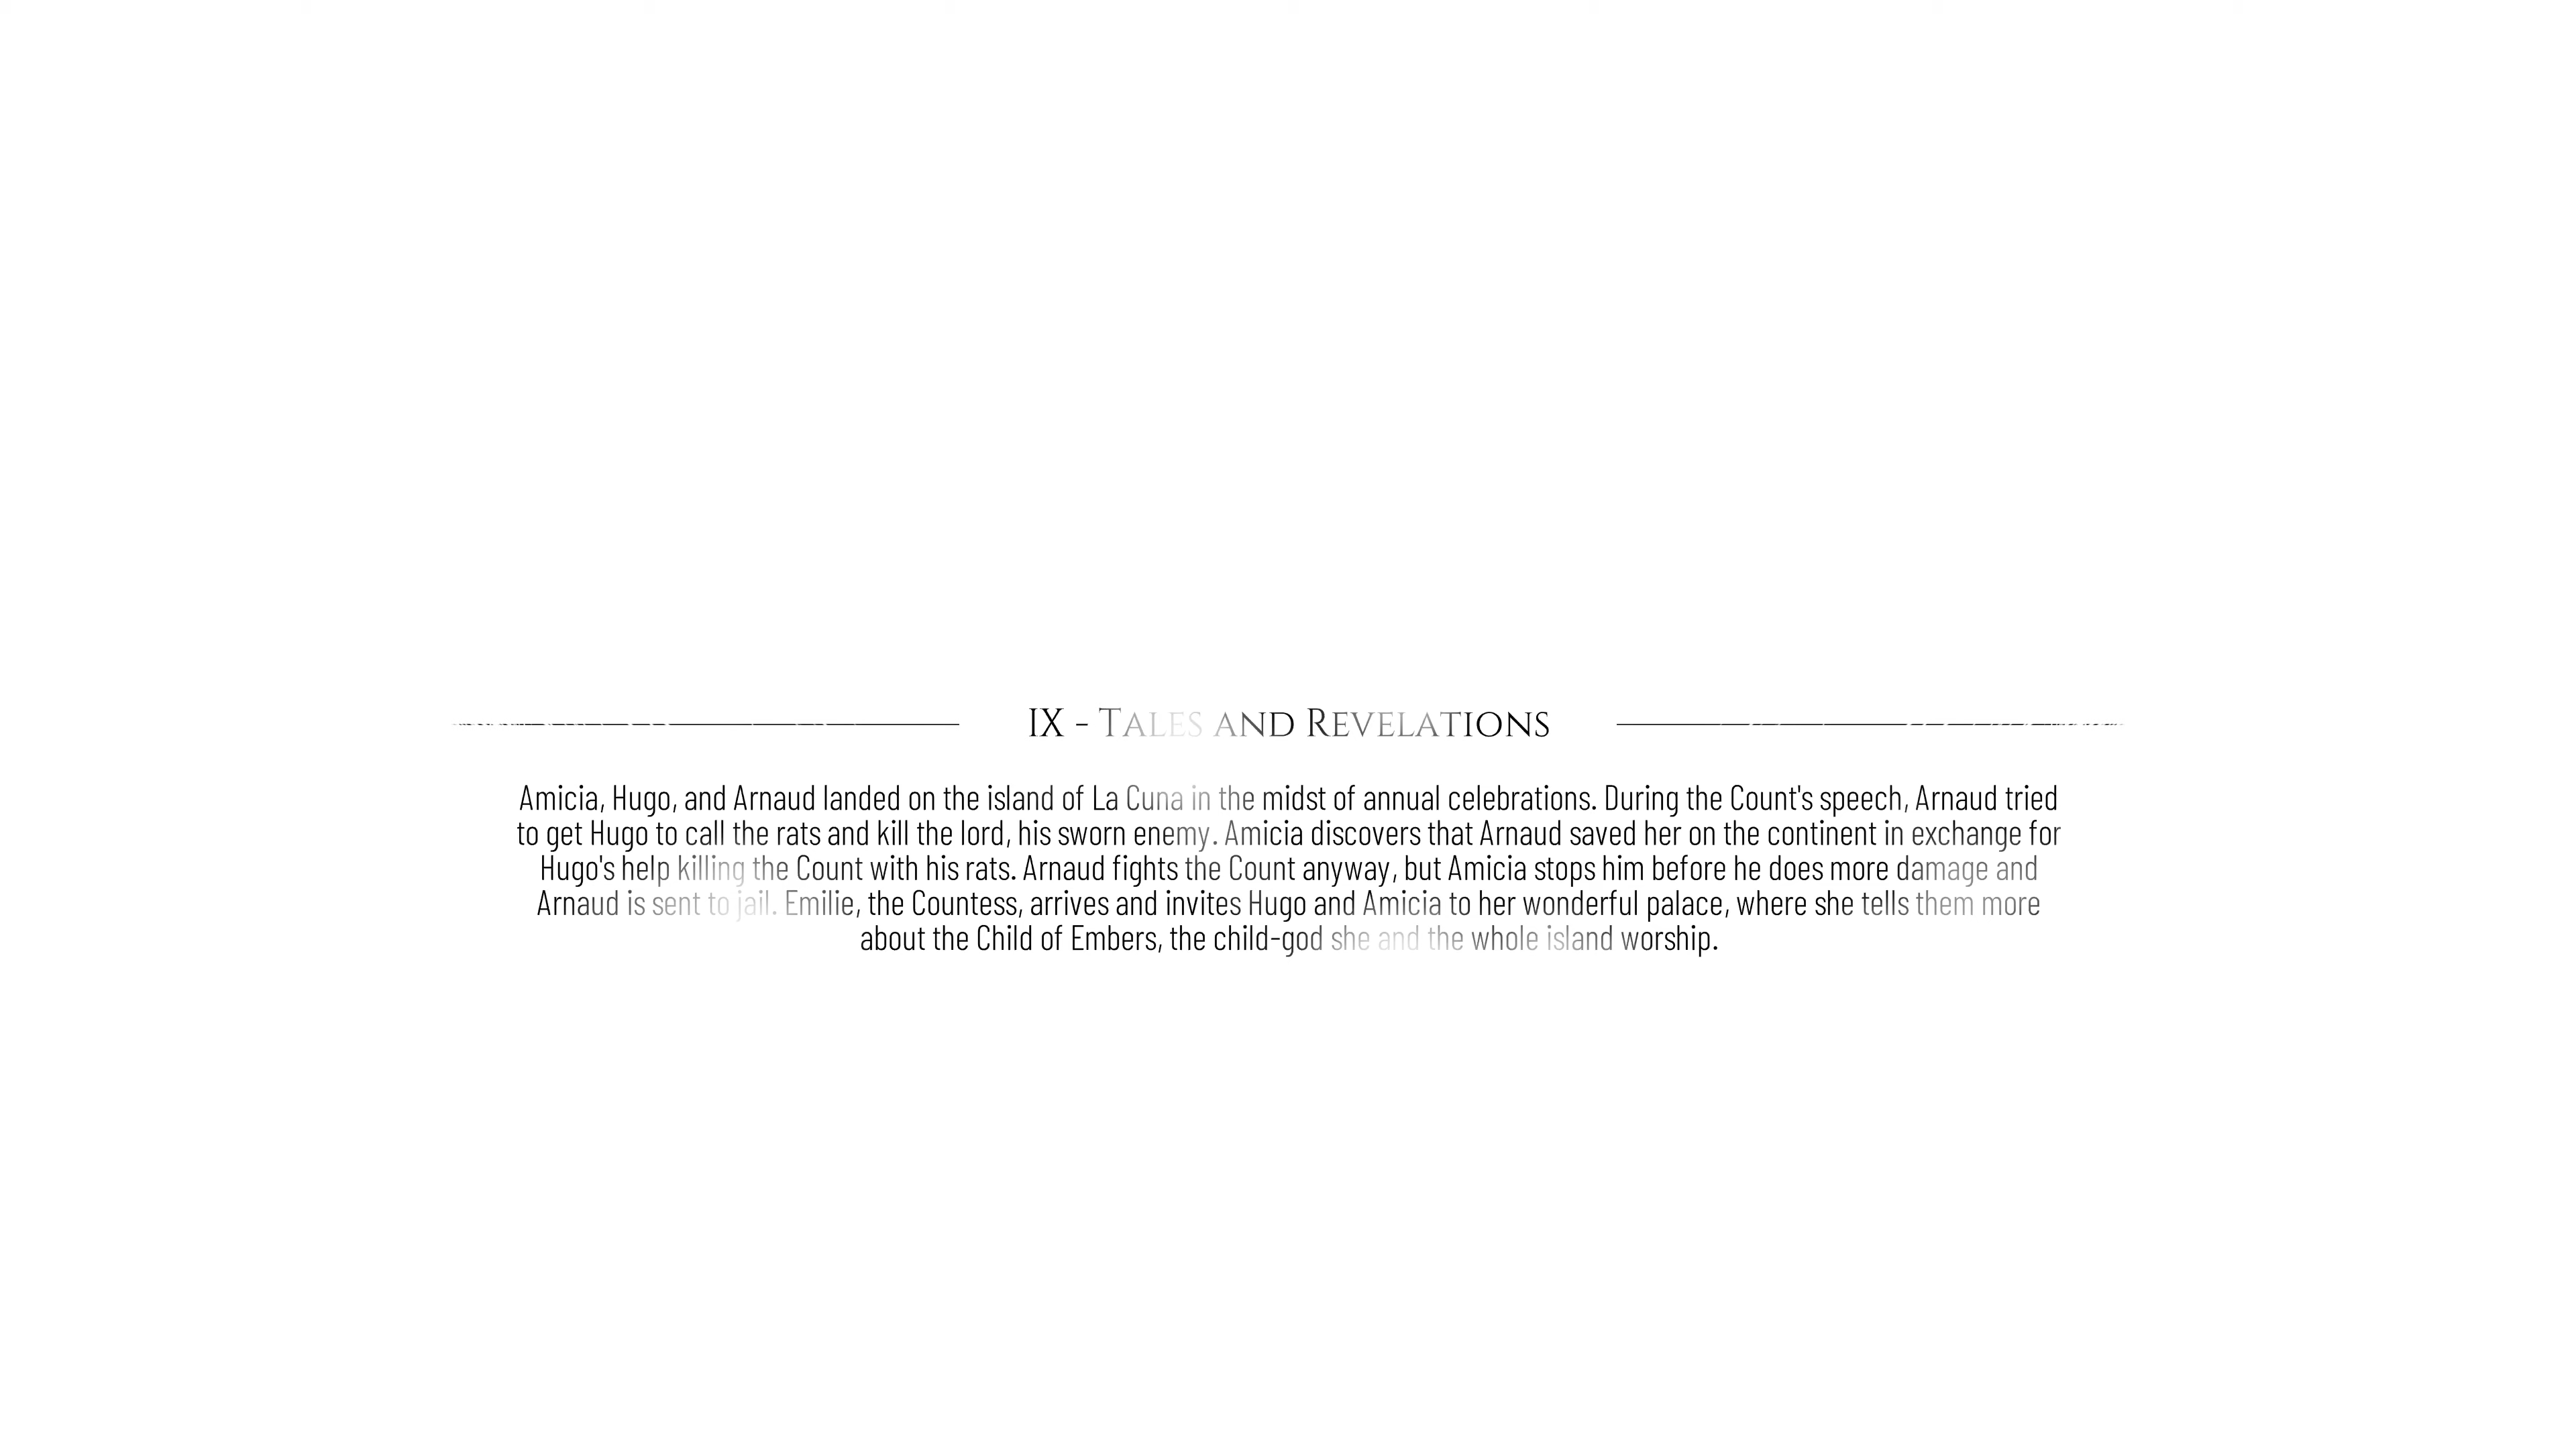 IX - Tales and Revelations
Amicia, Hugo, and Arnaud landed on the island of La Cuna in the midst of annual celebrations. During the Count's speech, Arnaud tried
to get Hugo to call the rats and kill the lord, his sworn enemy. Amicia discovers that Arnaud saved her on the continent in exchange for
Hugo's help killing the Count with his rats. Arnaud fights the Count anyway, but Amicia stops him before he does more damage and
Arnaud is sent to jail. Emilie, the Countess, arrives and invites Hugo and Amicia to her wonderful palace, where she tells them more
about the Child of Embers, the child-god she and the whole island worship.